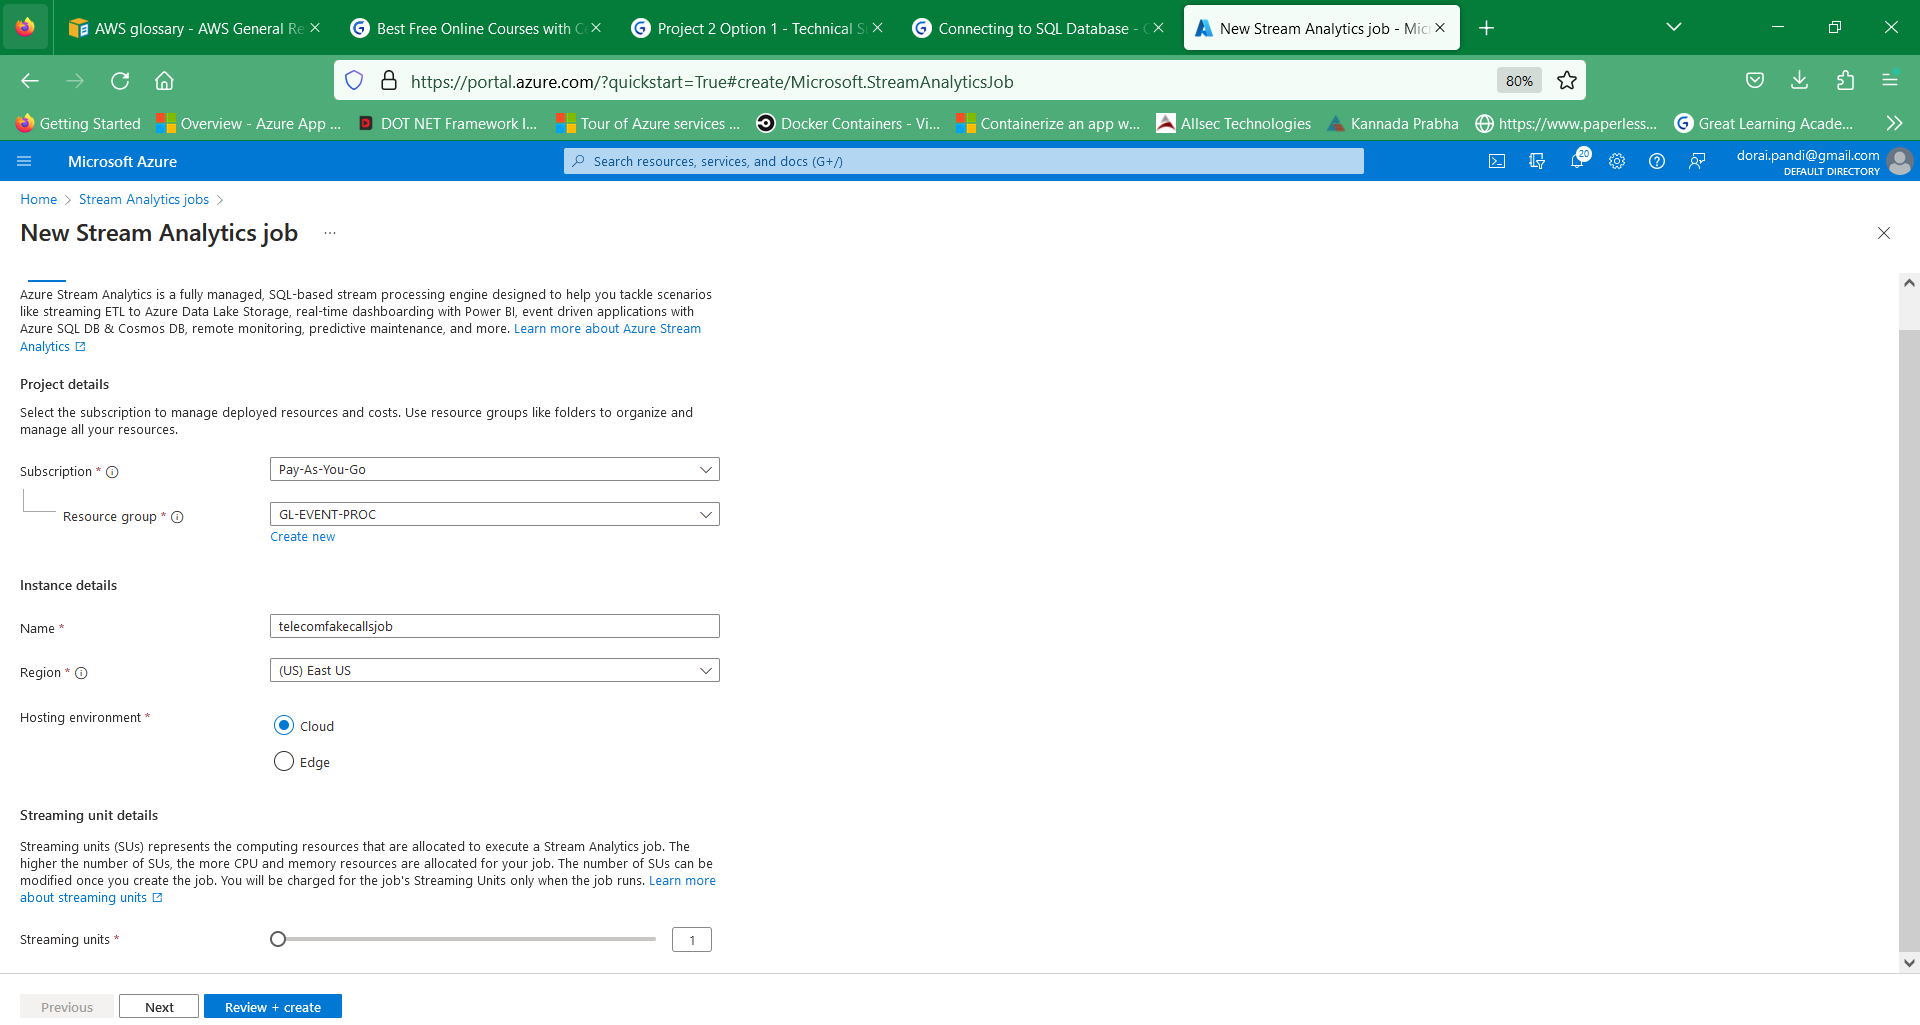 AWS glossary - AWS General Re
Best Free Online Courses with Ce
Project 2 Option 1 - Technical S
Connecting to SQL Database -
New Stream Analytics job - Micr
https://portal.azure.com/?quickstart=True#create/Microsoft.StreamAnalyticsJob
80%
Getting Started
Overview - Azure App ...
DOT NET Framework I...
Tour of Azure services ...
Docker Containers - Vi...
Containerize an app w...
Allsec Technologies
Kannada Prabha
https://www.paperless...
Great Learning Acade...
Microsoft Azure
Search resources, services, and docs (G+/)
20
dorai.pandi@gmail.com
DEFAULT DIRECTORY
Home > Stream Analytics jobs >
New Stream Analytics job ...
Azure Stream Analytics is a fully managed, SQL-based stream processing engine designed to help you tackle scenarios
like streaming ETL to Azure Data Lake Storage, real-time dashboarding with Power BI, event driven applications with
Azure SQL DB & Cosmos DB, remote monitoring, predictive maintenance, and more. Learn more about Azure Stream
Analytics
Project details
Select the subscription to manage deployed resources and costs. Use resource groups like folders to organize and
manage all your resources.
Subscription *
Pay-As-You-Go
Resource group *
GL-EVENT-PROC
Create new
Instance details
Name *
telecomfakecallsjob
Region *
(US) East US
Hosting environment *
Cloud
Edge
Streaming unit details
Streaming units (SUs) represents the computing resources that are allocated to execute a Stream Analytics job. The
higher the number of SUs, the more CPU and memory resources are allocated for your job. The number of SUs can be
modified once you create the job. You will be charged for the job's Streaming Units only when the job runs. Learn more
about streaming units
Streaming units *
1
Previous
Next
Review + create